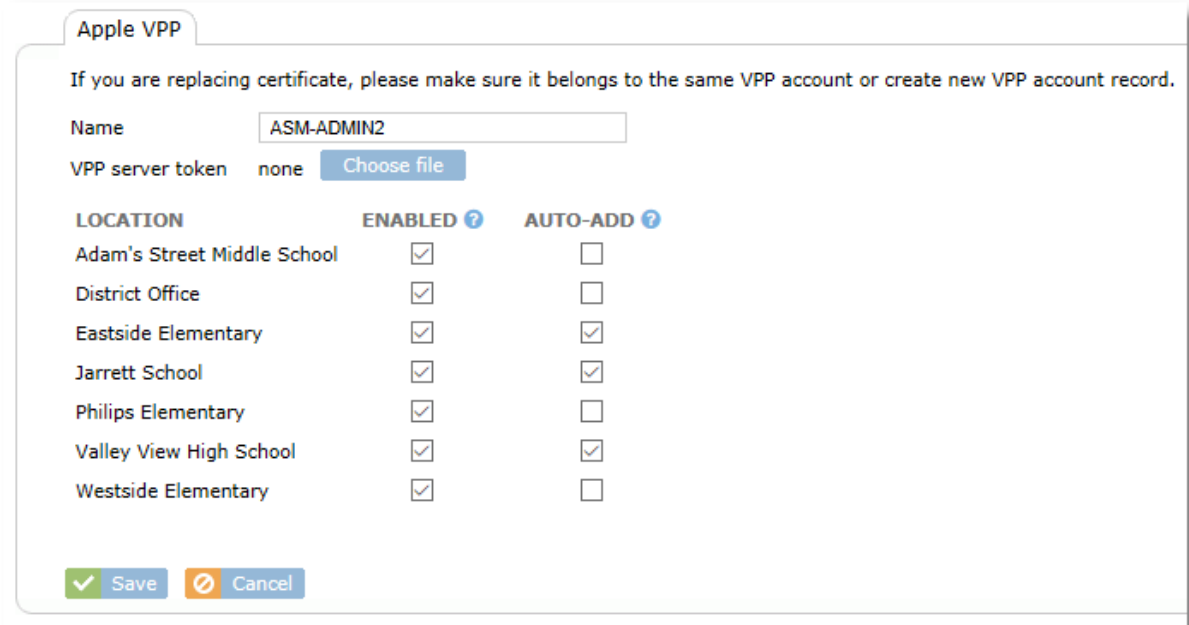 Apple VPP
If you are replacing certificate, please make sure it belongs to the same VPP account or create new VPP account record.
Name ASM-ADMIN2
VPP server token none Choose file
LOCATION ENABLED ? AUTO-ADD ?
Adam's Street Middle School
District Office
Eastside Elementary
Jarrett School
Philips Elementary
Valley View High School
Westside Elementary
Save Cancel